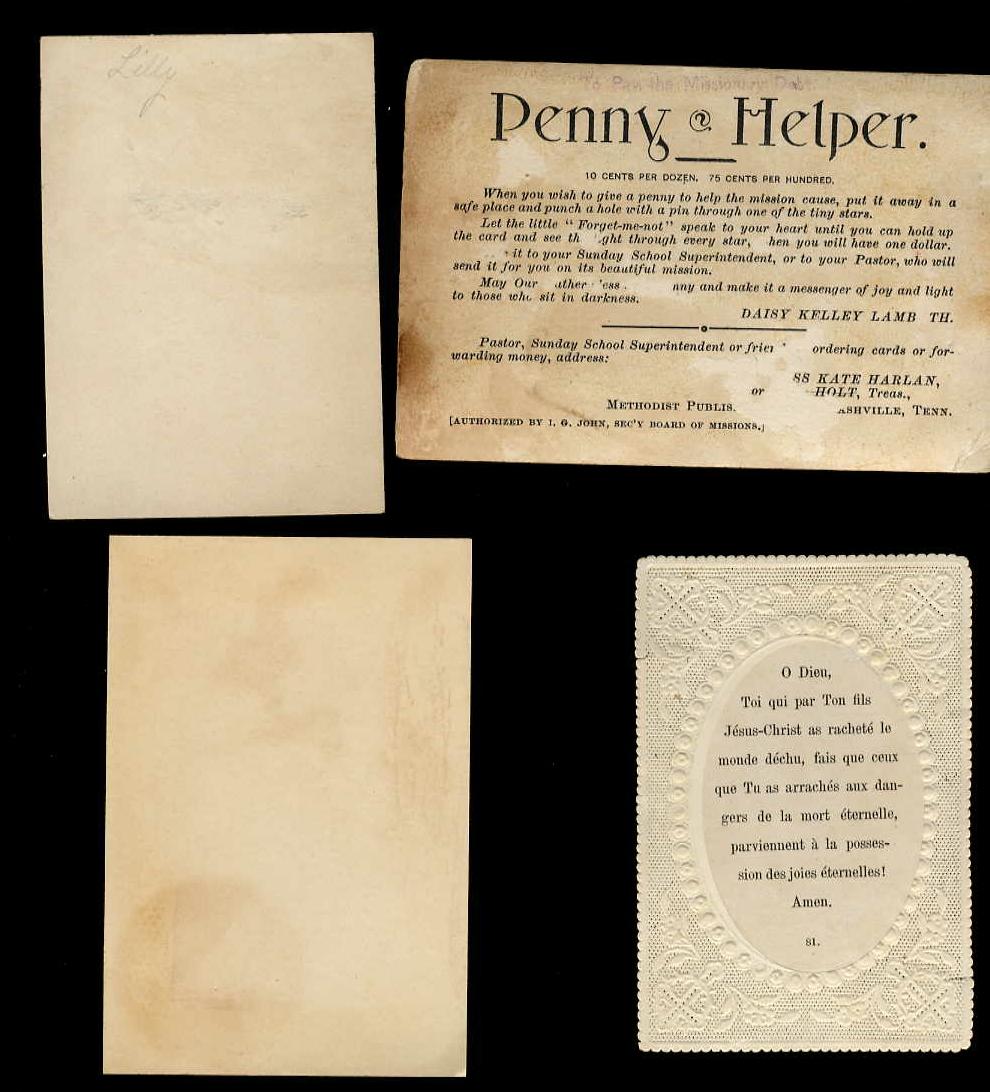 Lilly
To Pay the Missionary Debt.
Penny Helper.
10 CENTS PER DOZEN. 75 CENTS PER HUNDRED.
When you wish to give a penny to help the mission cause, put it away in a
safe place and punch a hole with a pin through one of the tiny stars.
Let the little "Forget-me-not" speak to your heart until you can hold up
the card and see th ght through every star, hen you will have one dollar.
it to your Sunday School Superintendent, or to your Pastor, who will
send it for you on its beautiful mission.
May Our ather ess nny and make it a messenger of joy and light
to those who sit in darkness.
DAISY KELLEY LAMB TH.
Pastor, Sunday School Superintendent or frien ordering cards or for-
warding money, address:
SS KATE HARLAN,
or HOLT, Treas.,
METHODIST PUBLIS. ASHVILLE, TENN.
[AUTHORIZED BY I. G. JOHN, SEC'Y BOARD OF MISSIONS.]
O Dieu,
Toi qui par Ton fils
Jésus-Christ as racheté le
monde déchu, fais que ceux
que Tu as arrachés aux dan-
gers de la mort éternelle,
parviennent à la posses-
sion des joies éternelles!
Amen.
81.